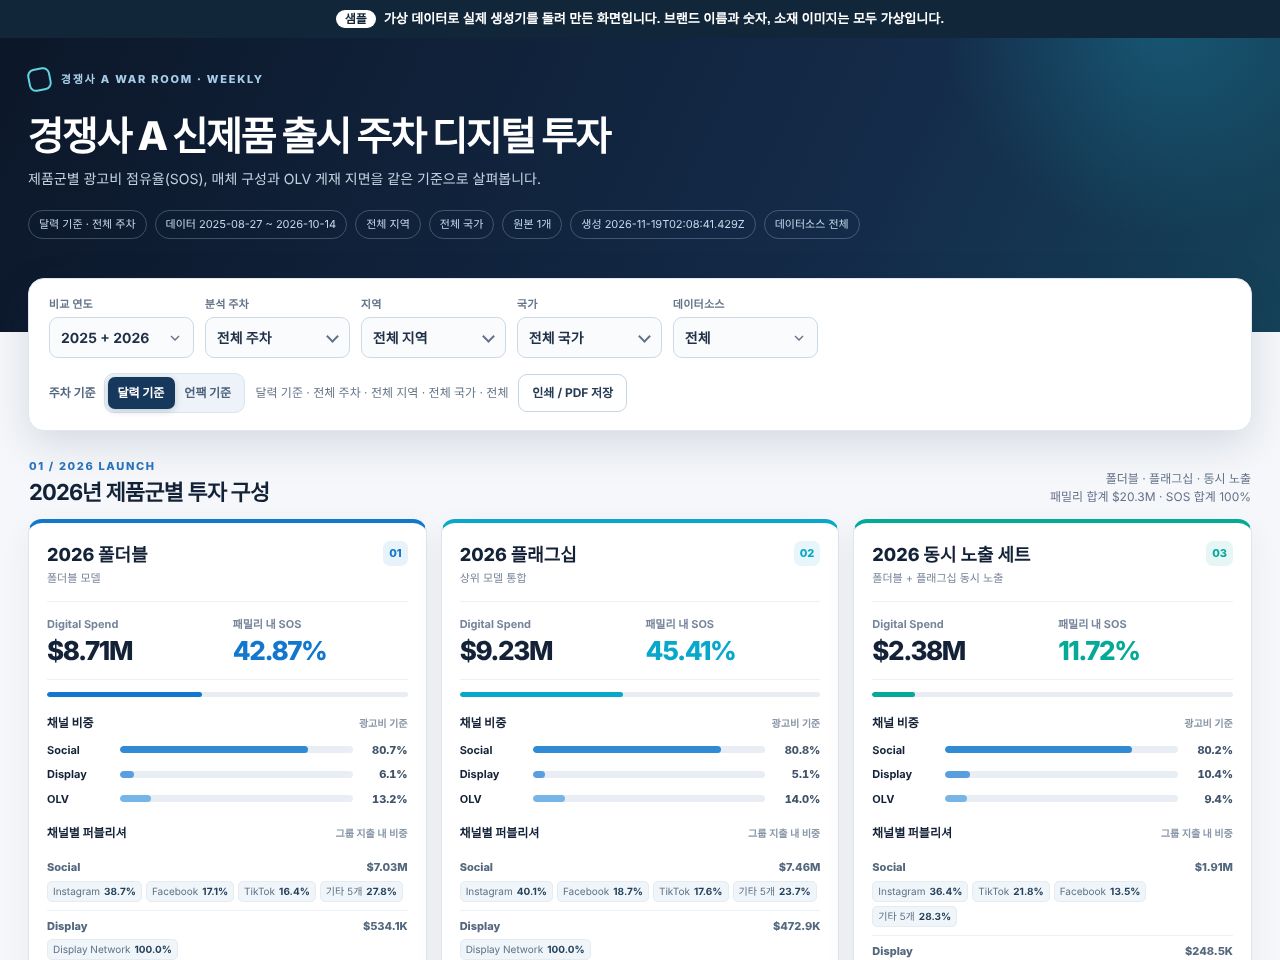 샘플 가상 데이터로 실제 생성기를 돌려 만든 화면입니다. 브랜드 이름과 숫자, 소재 이미지는 모두 가상입니다.
경쟁사 A WAR ROOM · WEEKLY
경쟁사 A 신제품 출시 주차 디지털 투자
제품군별 광고비 점유율(SOS), 매체 구성과 OLV 게재 지면을 같은 기준으로 살펴봅니다.
달력 기준 · 전체 주차 데이터 2025-08-27 ~ 2026-10-14 전체 지역 전체 국가 원본 1개 생성 2026-11-19T02:08:41.429Z 데이터소스 전체
비교 연도 분석 주차 지역 국가 데이터소스
2025 + 2026 전체 주차 전체 지역 전체 국가 전체
주차 기준 달력 기준 언팩 기준 달력 기준 · 전체 주차 · 전체 지역 · 전체 국가 · 전체 인쇄 / PDF 저장
01 / 2026 LAUNCH
2026년 제품군별 투자 구성
폴더블 · 플래그십 · 동시 노출
패밀리 합계 $20.3M · SOS 합계 100%
2026 폴더블 01
폴더블 모델
Digital Spend 패밀리 내 SOS
$8.71M 42.87%
채널 비중 광고비 기준
Social 80.7%
Display 6.1%
OLV 13.2%
채널별 퍼블리셔 그룹 지출 내 비중
Social $7.03M
Instagram 38.7% Facebook 17.1% TikTok 16.4% 기타 5개 27.8%
Display $534.1K
Display Network 100.0%
2026 플래그십 02
상위 모델 통합
Digital Spend 패밀리 내 SOS
$9.23M 45.41%
채널 비중 광고비 기준
Social 80.8%
Display 5.1%
OLV 14.0%
채널별 퍼블리셔 그룹 지출 내 비중
Social $7.46M
Instagram 40.1% Facebook 18.7% TikTok 17.6% 기타 5개 23.7%
Display $472.9K
Display Network 100.0%
2026 동시 노출 세트 03
폴더블 + 플래그십 동시 노출
Digital Spend 패밀리 내 SOS
$2.38M 11.72%
채널 비중 광고비 기준
Social 80.2%
Display 10.4%
OLV 9.4%
채널별 퍼블리셔 그룹 지출 내 비중
Social $1.91M
Instagram 36.4% TikTok 21.8% Facebook 13.5%
기타 5개 28.3%
Display $248.5K